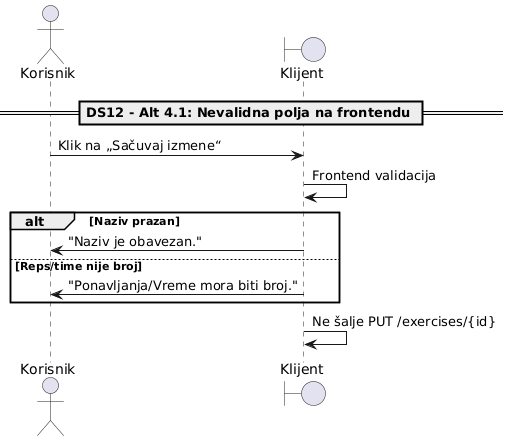 Korisnik
Klijent
DS12 - Alt 4.1: Nevalidna polja na frontendu
Klik na „Sačuvaj izmene“
Frontend validacija
alt [Naziv prazan]
"Naziv je obavezan."
[Reps/time nije broj]
"Ponavljanja/Vreme mora biti broj."
Ne šalje PUT /exercises/{id}
Korisnik
Klijent